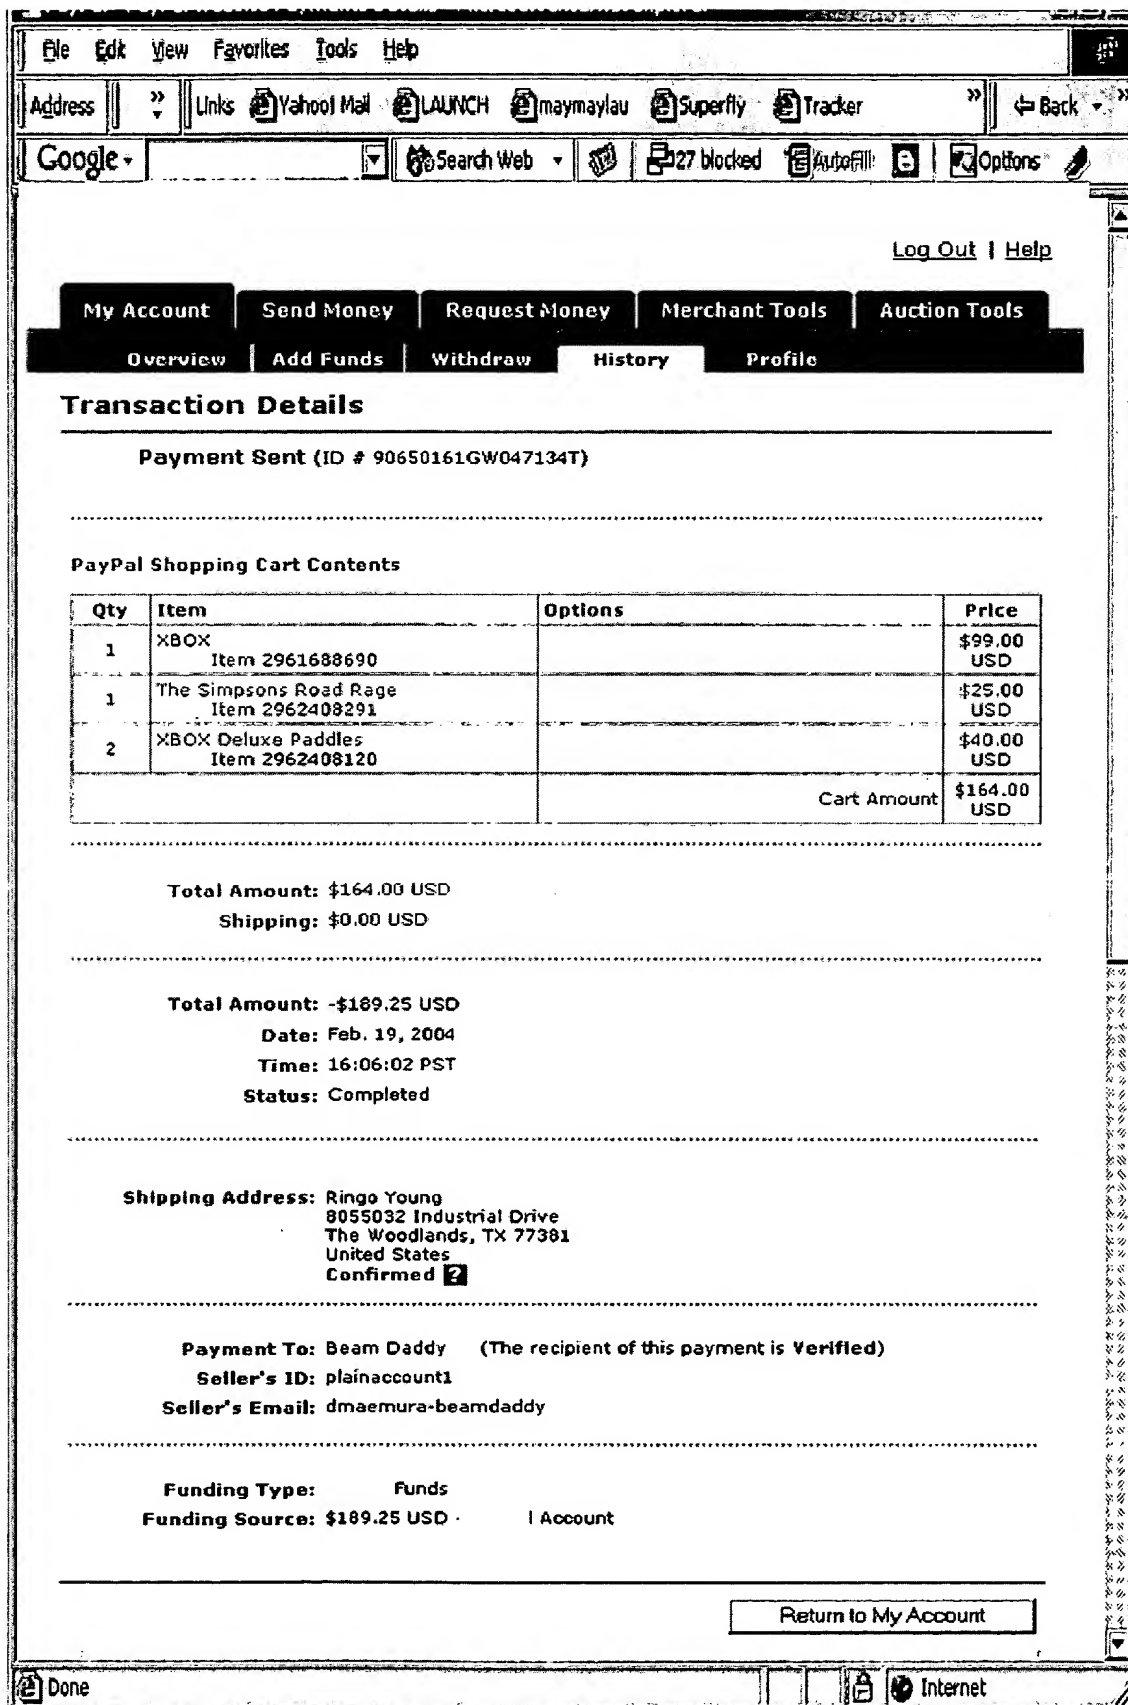 File Edit View Favorites Tools Help
Address » Links Yahoo! Mail LAUNCH maymaylau Superfly Tracker » Back »
Google Search Web 27 blocked AutoFill Options
Log Out | Help
My Account Send Money Request Money Merchant Tools Auction Tools
Overview Add Funds Withdraw History Profile
Transaction Details
Payment Sent (ID # 90650161GW047134T)
PayPal Shopping Cart Contents
Qty Item Options Price
1 XBOX $99.00
Item 2961688690 USD
1 The Simpsons Road Rage $25.00
Item 2962408291 USD
2 XBOX Deluxe Paddles $40.00
Item 2962408120 USD
Cart Amount $164.00
USD
Total Amount: $164.00 USD
Shipping: $0.00 USD
Total Amount: -$189.25 USD
Date: Feb. 19, 2004
Time: 16:06:02 PST
Status: Completed
Shipping Address: Ringo Young
8055032 Industrial Drive
The Woodlands, TX 77381
United States
Confirmed ?
Payment To: Beam Daddy (The recipient of this payment is Verified)
Seller's ID: plainaccount1
Seller's Email: dmaemura-beamdaddy
Funding Type: Funds
Funding Source: $189.25 USD - l Account
Return to My Account
Done Internet